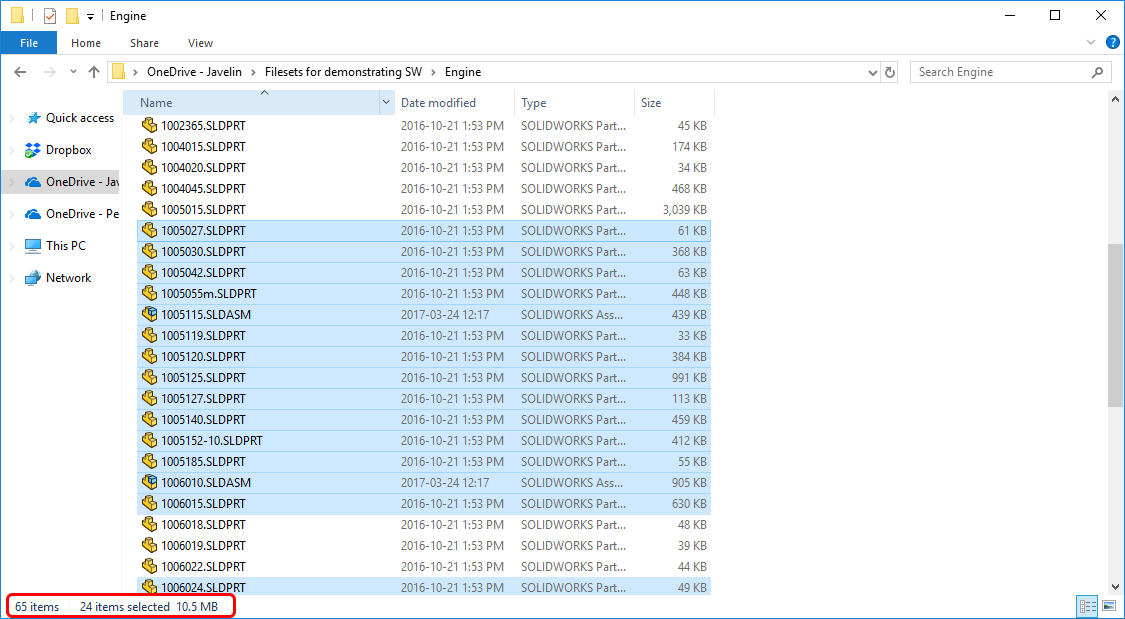 Engine
File Home Share View
OneDrive - Javelin Filesets for demonstrating SW Engine Search Engine
Quick access
Dropbox
OneDrive - Jav
OneDrive - Pe
This PC
Network
Name Date modified Type Size
1002365.SLDPRT 2016-10-21 1:53 PM SOLIDWORKS Part... 45 KB
1004015.SLDPRT 2016-10-21 1:53 PM SOLIDWORKS Part... 174 KB
1004020.SLDPRT 2016-10-21 1:53 PM SOLIDWORKS Part... 34 KB
1004045.SLDPRT 2016-10-21 1:53 PM SOLIDWORKS Part... 468 KB
1005015.SLDPRT 2016-10-21 1:53 PM SOLIDWORKS Part... 3,039 KB
1005027.SLDPRT 2016-10-21 1:53 PM SOLIDWORKS Part... 61 KB
1005030.SLDPRT 2016-10-21 1:53 PM SOLIDWORKS Part... 368 KB
1005042.SLDPRT 2016-10-21 1:53 PM SOLIDWORKS Part... 63 KB
1005055m.SLDPRT 2016-10-21 1:53 PM SOLIDWORKS Part... 448 KB
1005115.SLDASM 2017-03-24 12:17 SOLIDWORKS Ass... 439 KB
1005119.SLDPRT 2016-10-21 1:53 PM SOLIDWORKS Part... 33 KB
1005120.SLDPRT 2016-10-21 1:53 PM SOLIDWORKS Part... 384 KB
1005125.SLDPRT 2016-10-21 1:53 PM SOLIDWORKS Part... 991 KB
1005127.SLDPRT 2016-10-21 1:53 PM SOLIDWORKS Part... 113 KB
1005140.SLDPRT 2016-10-21 1:53 PM SOLIDWORKS Part... 459 KB
1005152-10.SLDPRT 2016-10-21 1:53 PM SOLIDWORKS Part... 412 KB
1005185.SLDPRT 2016-10-21 1:53 PM SOLIDWORKS Part... 55 KB
1006010.SLDASM 2017-03-24 12:17 SOLIDWORKS Ass... 905 KB
1006015.SLDPRT 2016-10-21 1:53 PM SOLIDWORKS Part... 630 KB
1006018.SLDPRT 2016-10-21 1:53 PM SOLIDWORKS Part... 48 KB
1006019.SLDPRT 2016-10-21 1:53 PM SOLIDWORKS Part... 39 KB
1006022.SLDPRT 2016-10-21 1:53 PM SOLIDWORKS Part... 44 KB
1006024.SLDPRT 2016-10-21 1:53 PM SOLIDWORKS Part... 49 KB
65 items 24 items selected 10.5 MB